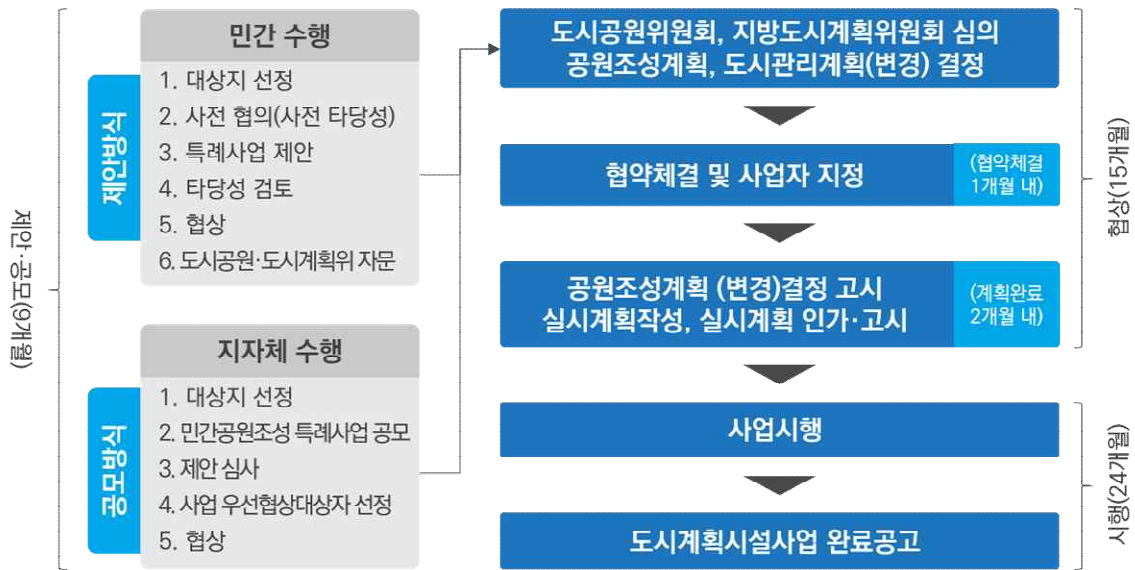 제안·공모(9개월)
제안방식
민간 수행
1. 대상지 선정
2. 사전 협의(사전 타당성)
3. 특례사업 제안
4. 타당성 검토
5. 협상
6. 도시공원·도시계획위 자문
공모방식
지자체 수행
1. 대상지 선정
2. 민간공원조성 특례사업 공모
3. 제안 심사
4. 사업 우선협상대상자 선정
5. 협상
도시공원위원회, 지방도시계획위원회 심의
공원조성계획, 도시관리계획(변경) 결정
협약체결 및 사업자 지정
(협약체결
1개월 내)
공원조성계획 (변경)결정 고시
실시계획작성, 실시계획 인가·고시
(계획완료
2개월 내)
협상(15개월)
사업시행
도시계획시설사업 완료공고
시행(24개월)